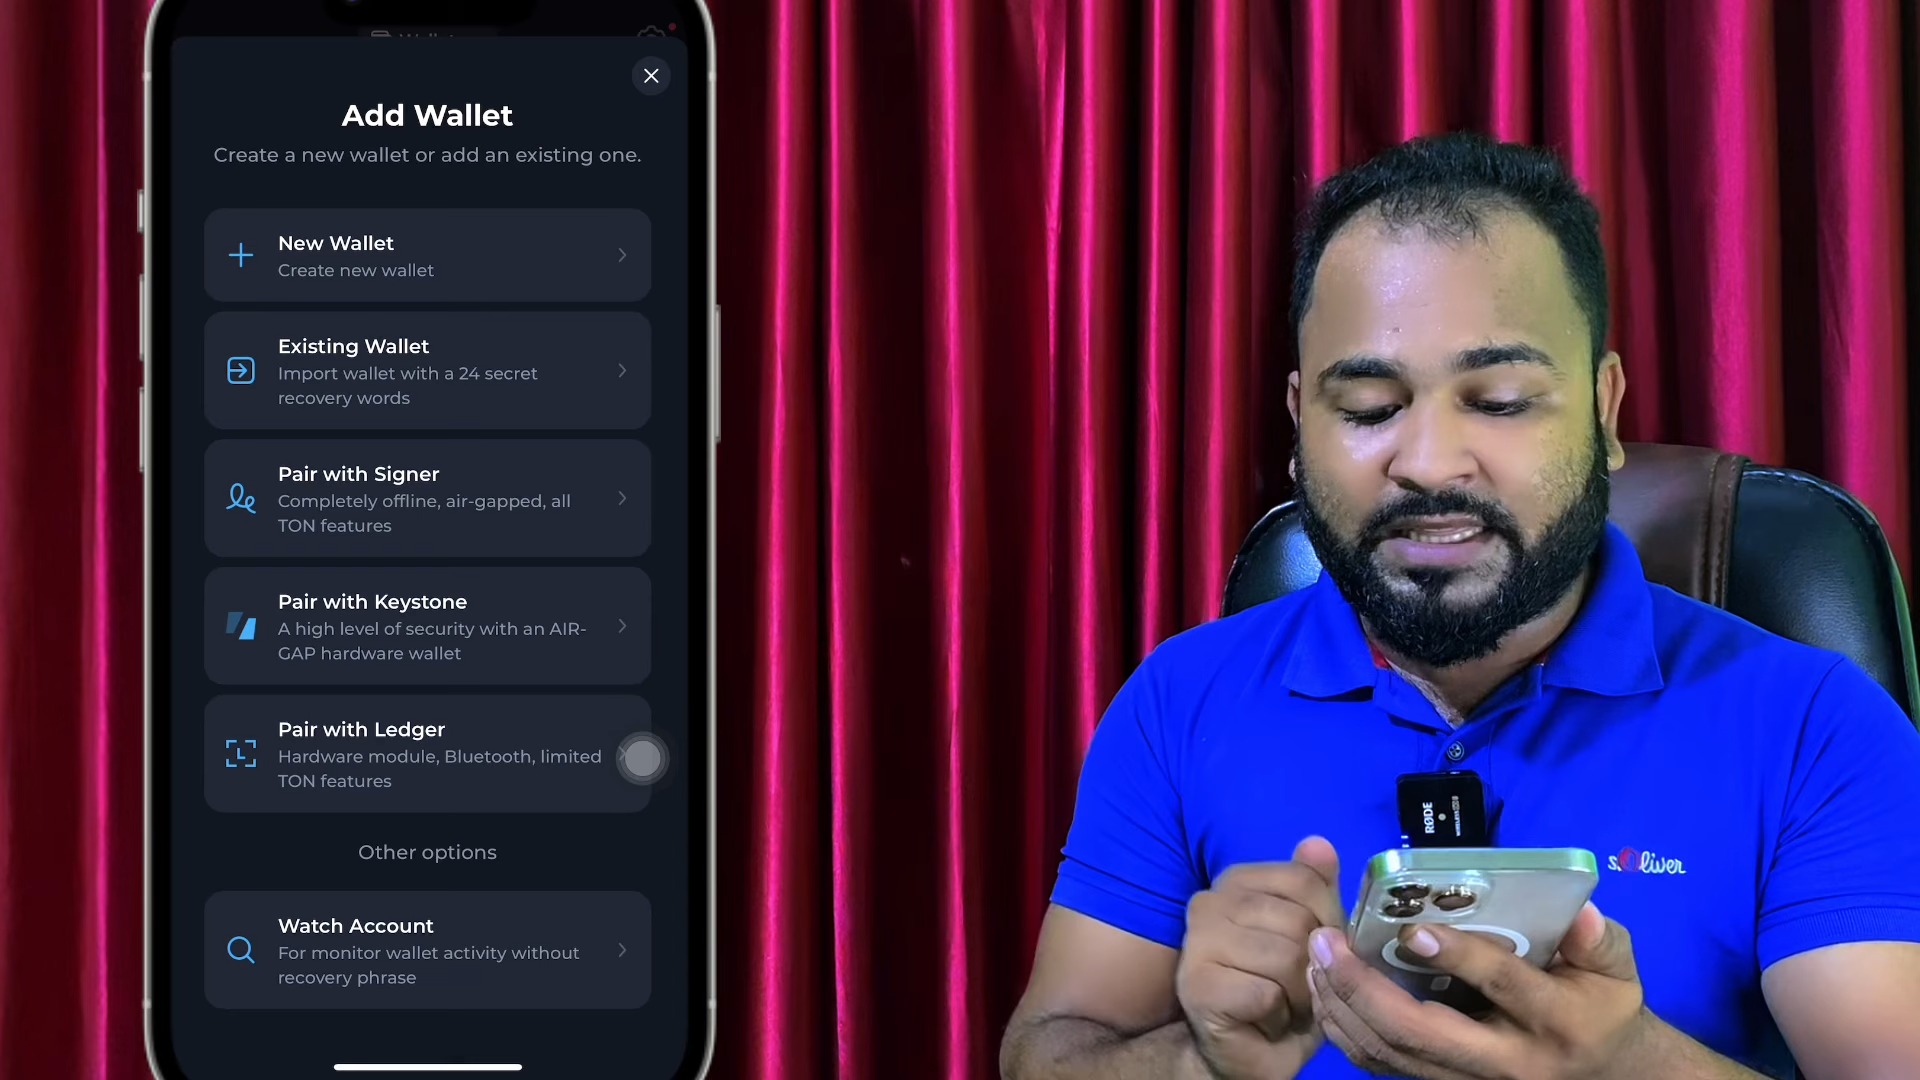 Add Wallet
Create a new wallet or add an existing one.
New Wallet
Create new wallet
Existing Wallet
Import wallet with a 24 secret
recovery words
Pair with Signer
Completely offline, air-gapped, all
TON features
Pair with Keystone
A high level of security with an AIR-
GAP hardware wallet
Pair with Ledger
Hardware module, Bluetooth, limited
TON features
Other options
Watch Account
For monitor wallet activity without
recovery phrase
RØDE
s.Oliver